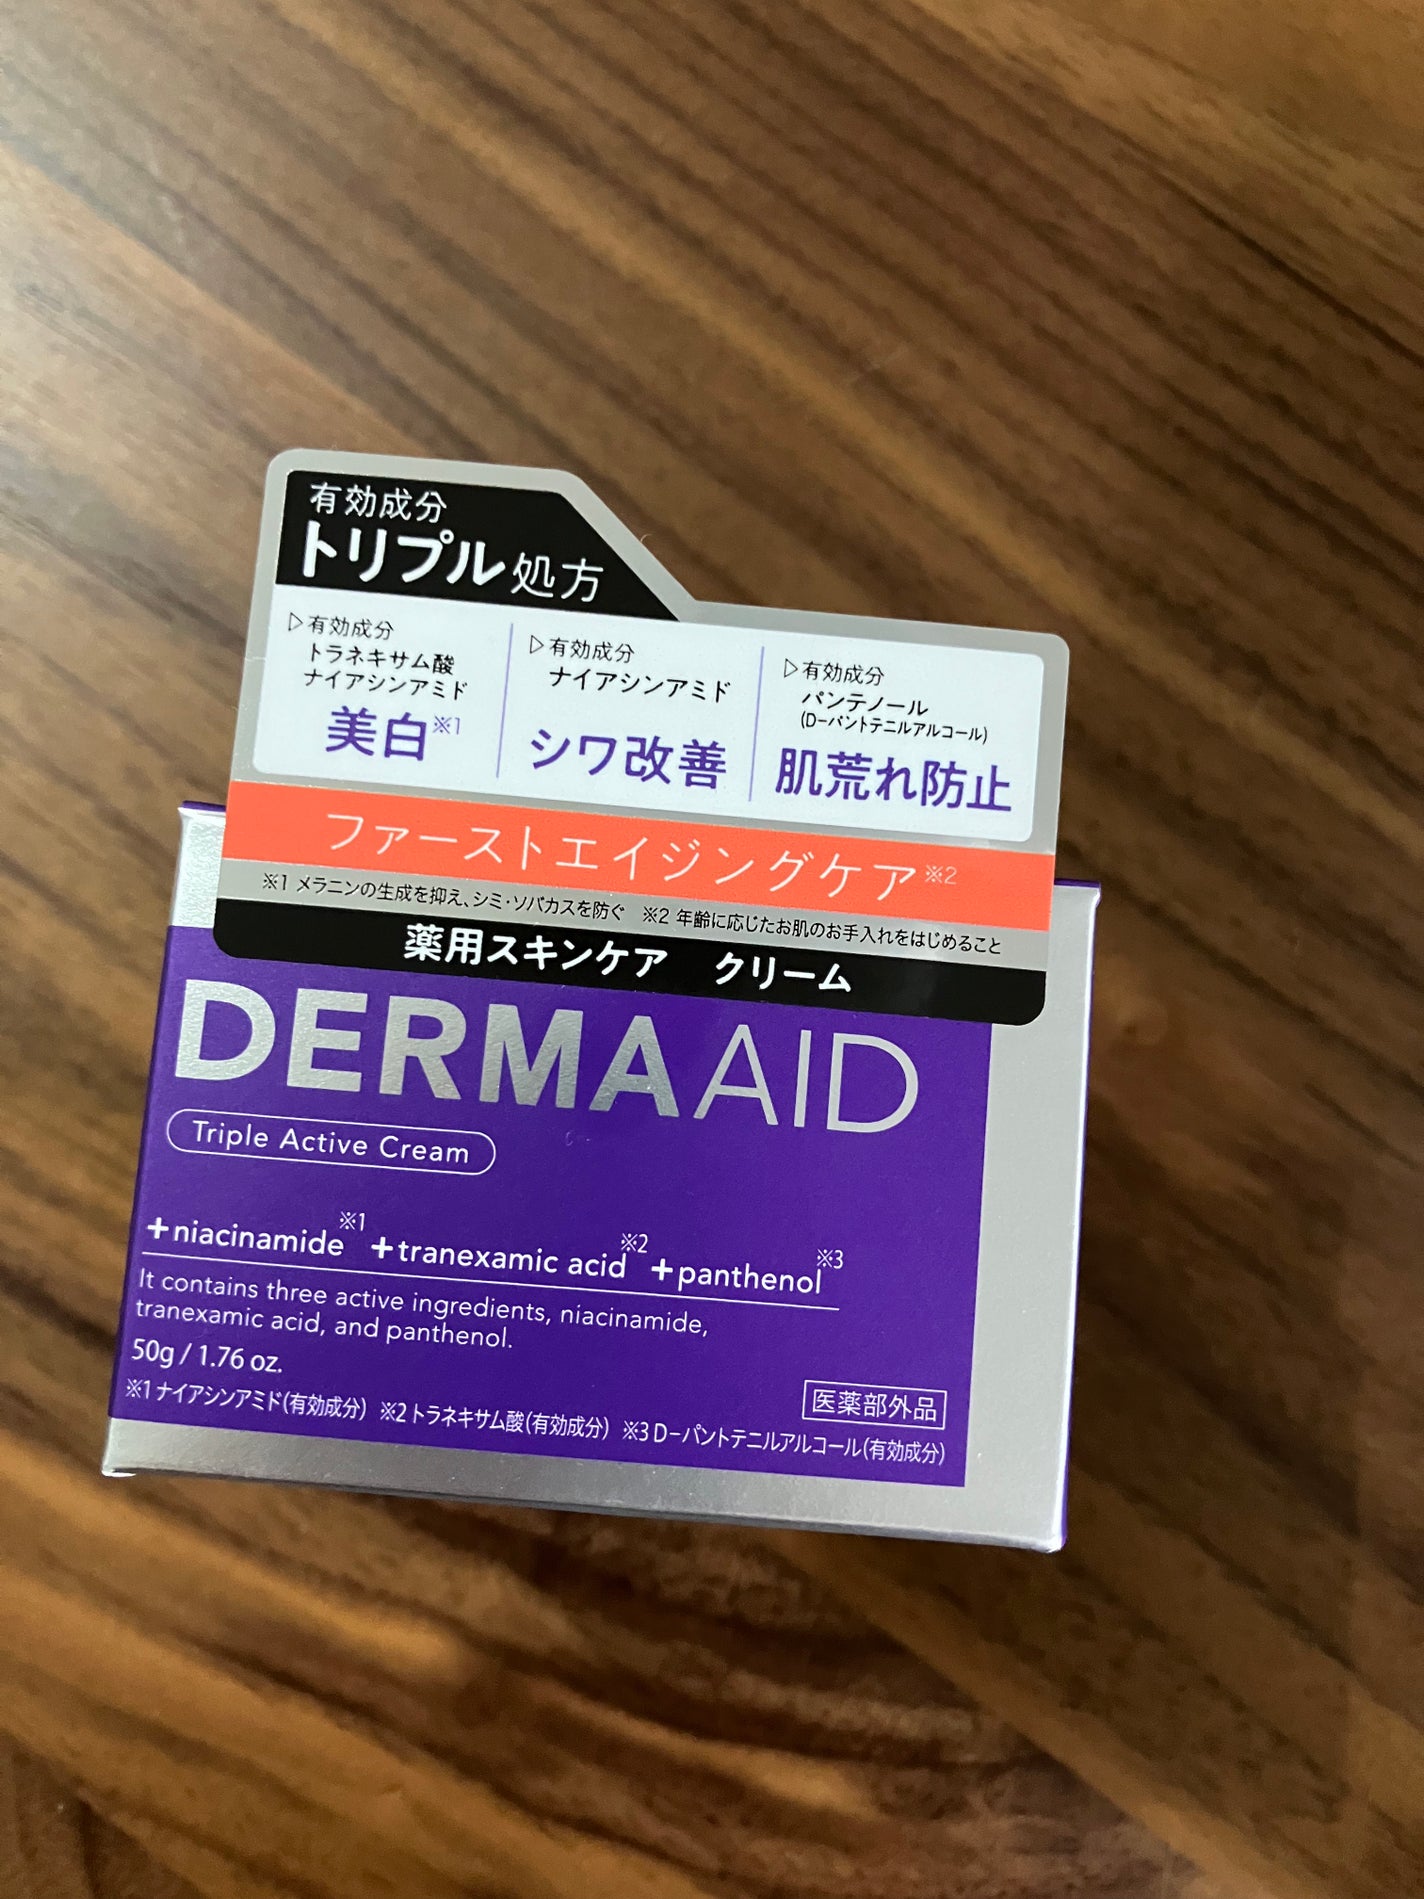 有効成分
トリプル処方
▷有効成分
トラネキサム酸
ナイアシンアミド
美白※1
▷有効成分
ナイアシンアミド
シワ改善
▷有効成分
パンテノール
(D−パントテニルアルコール)
肌荒れ防止
ファーストエイジングケア※2
※1 メラニンの生成を抑え、シミ・ソバカスを防ぐ ※2 年齢に応じたお肌のお手入れをはじめること
薬用スキンケア クリーム
DERMAAID
Triple Active Cream
+niacinamide※1 +tranexamic acid※2 +panthenol※3
It contains three active ingredients, niacinamide,
tranexamic acid, and panthenol.
50g / 1.76 oz.
医薬部外品
※1 ナイアシンアミド(有効成分) ※2 トラネキサム酸(有効成分) ※3 D−パントテニルアルコール(有効成分)